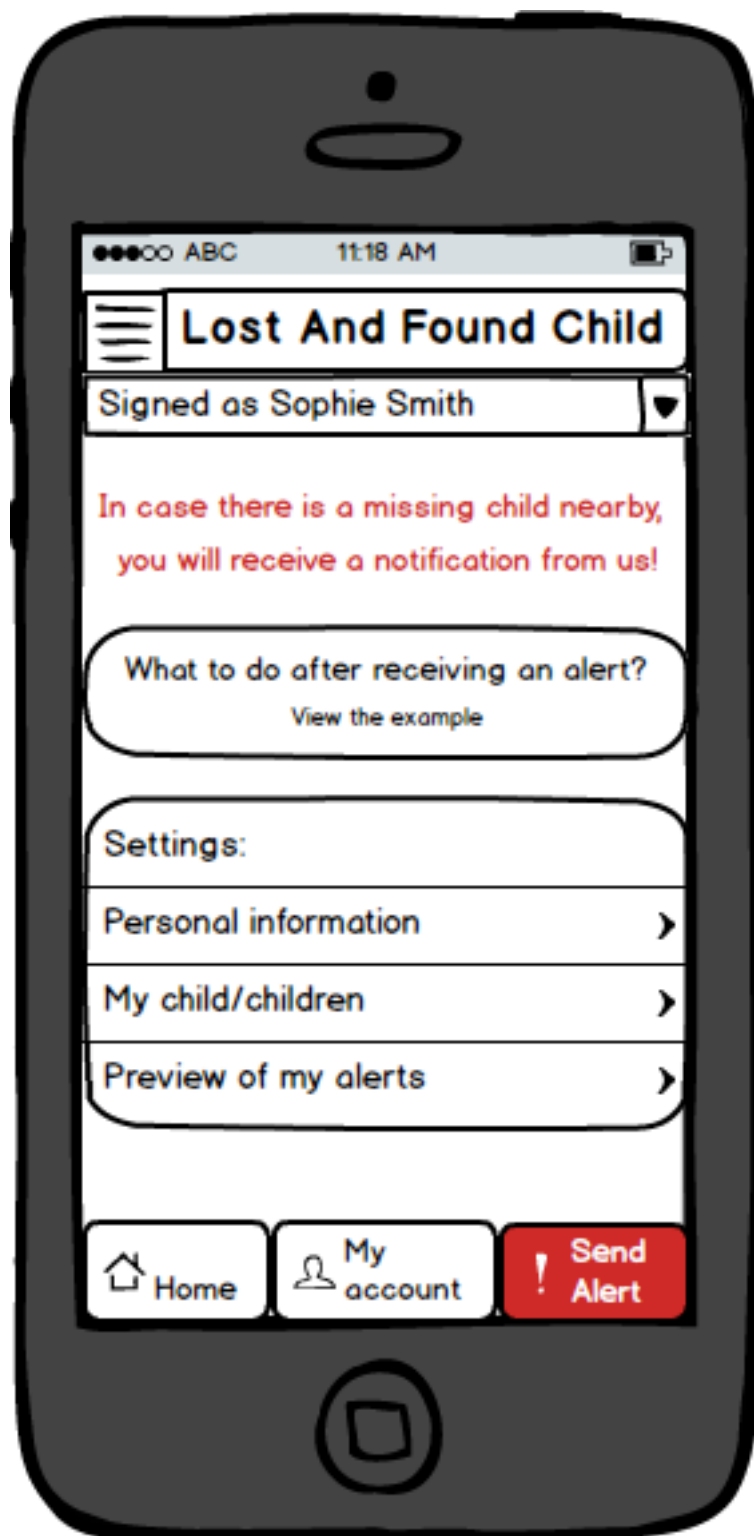 ABC 11:18 AM
Lost And Found Child
Signed as Sophie Smith
In case there is a missing child nearby,
you will receive a notification from us!
What to do after receiving an alert?
View the example
Settings:
Personal information
My child/children
Preview of my alerts
Home
My
account
! Send
Alert